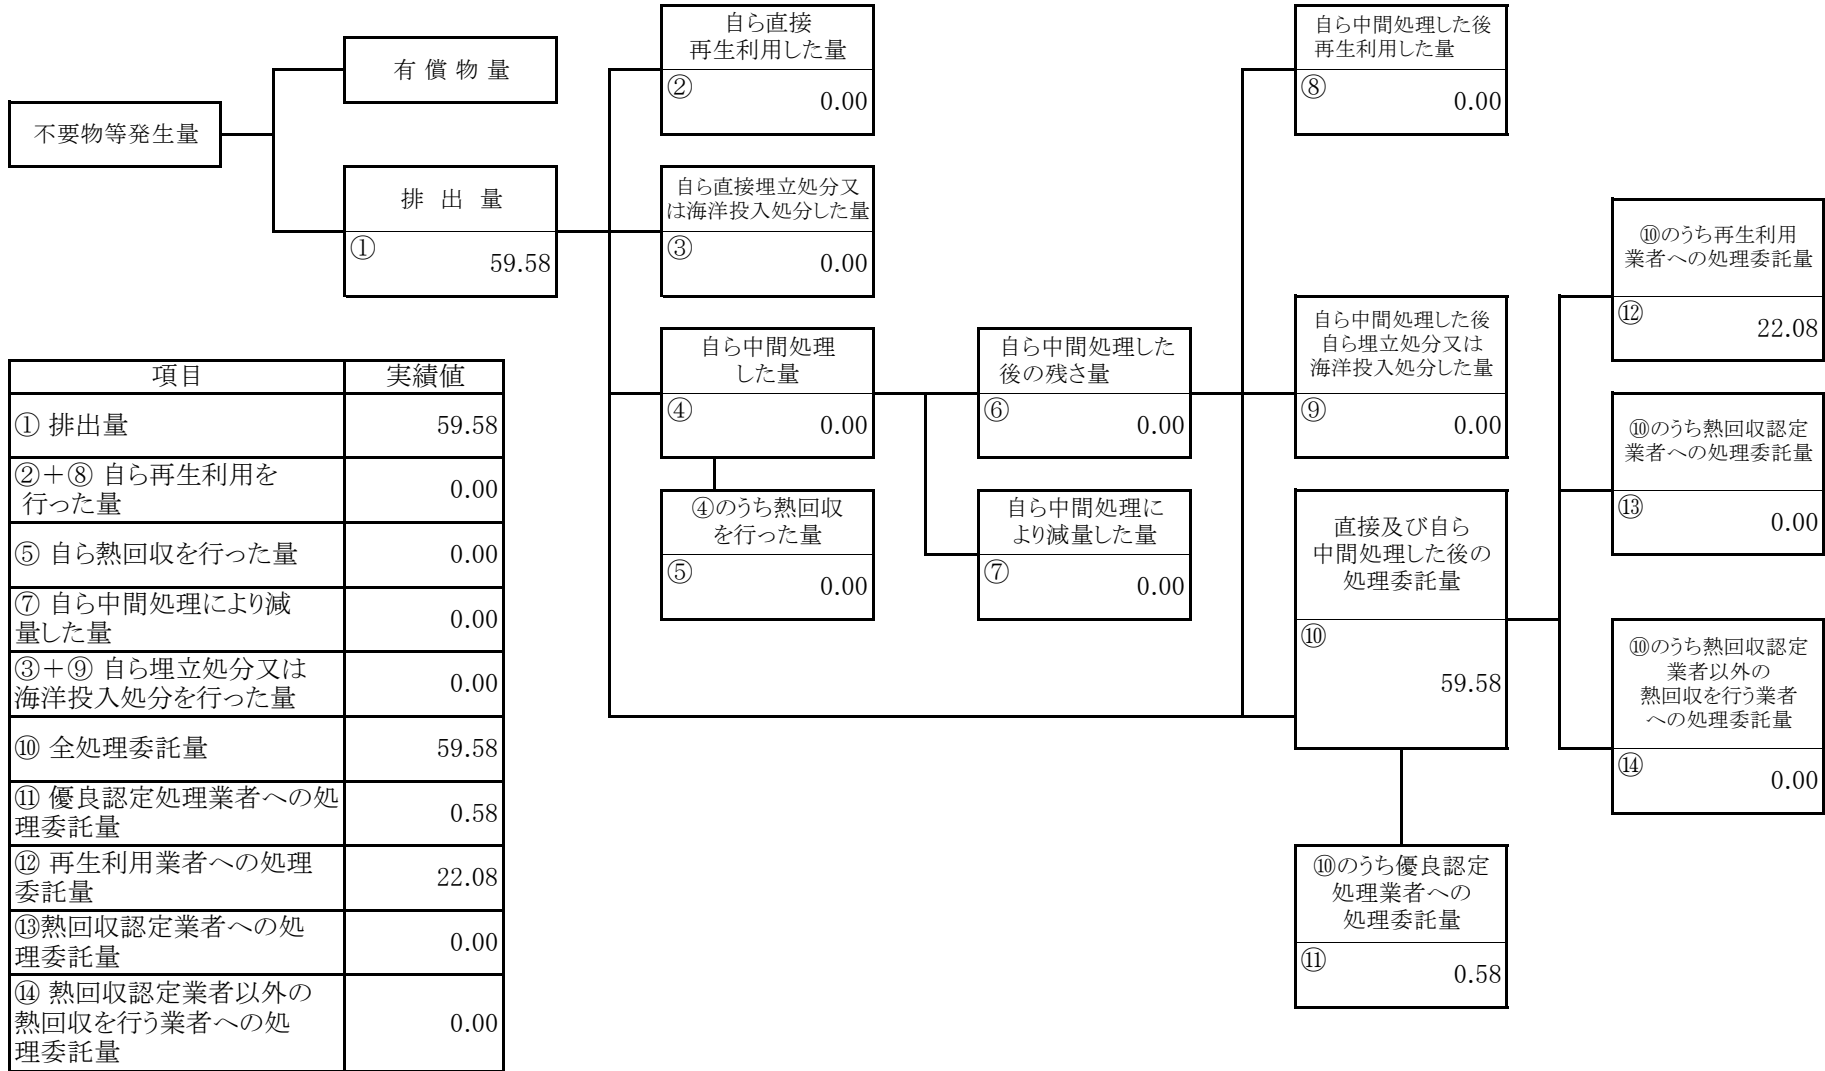 不要物等発生量
有 償 物 量
排 出 量
①
59.58
自ら直接
再生利用した量
②
0.00
自ら直接埋立処分又
は海洋投入処分した量
③
0.00
自ら中間処理
した量
④
0.00
④のうち熱回収
を行った量
⑤
0.00
自ら中間処理した
後の残さ量
⑥
0.00
自ら中間処理に
より減量した量
⑦
0.00
自ら中間処理した後
再生利用した量
⑧
0.00
自ら中間処理した後
自ら埋立処分又は
海洋投入処分した量
⑨
0.00
直接及び自ら
中間処理した後の
処理委託量
⑩
59.58
⑩のうち優良認定
処理業者への
処理委託量
⑪
0.58
⑩のうち再生利用
業者への処理委託量
⑫
22.08
⑩のうち熱回収認定
業者への処理委託量
⑬
0.00
⑩のうち熱回収認定
業者以外の
熱回収を行う業者
への処理委託量
⑭
0.00
項目 実績値
① 排出量 59.58
②＋⑧ 自ら再生利用を
行った量 0.00
⑤ 自ら熱回収を行った量 0.00
⑦ 自ら中間処理により減
量した量 0.00
③＋⑨ 自ら埋立処分又は
海洋投入処分を行った量 0.00
⑩ 全処理委託量 59.58
⑪ 優良認定処理業者への処
理委託量 0.58
⑫ 再生利用業者への処理
委託量 22.08
⑬熱回収認定業者への処
理委託量 0.00
⑭ 熱回収認定業者以外の
熱回収を行う業者への処
理委託量 0.00